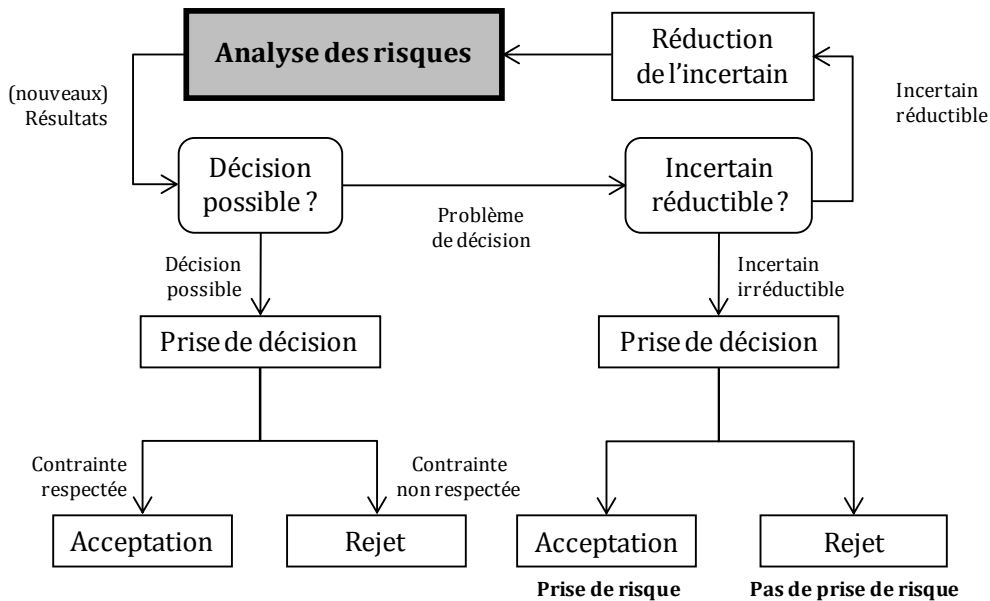 Analyse des risques
Réduction
de l'incertain
(nouveaux)
Résultats
Incertain
réductible
Décision
possible ?
Incertain
réductible ?
Problème
de décision
Décision
possible
Incertain
irréductible
Prise de décision
Prise de décision
Contrainte
respectée
Contrainte
non respectée
Acceptation
Rejet
Acceptation
Rejet
Prise de risque
Pas de prise de risque